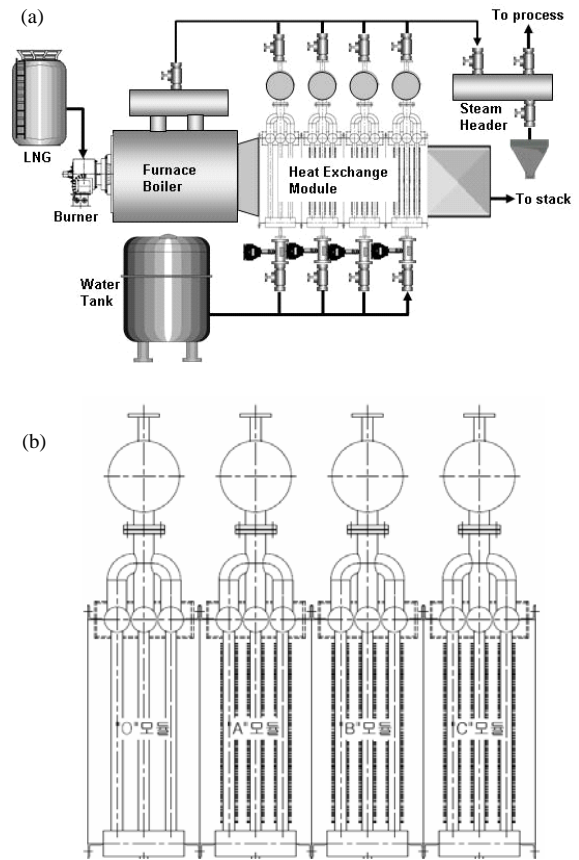 (a)
To process
LNG
Burner
Furnace
Boiler
Heat Exchange
Module
Steam
Header
To stack
Water
Tank
(b)
"O"모듈
A"모듈
B"모듈
C"모듈